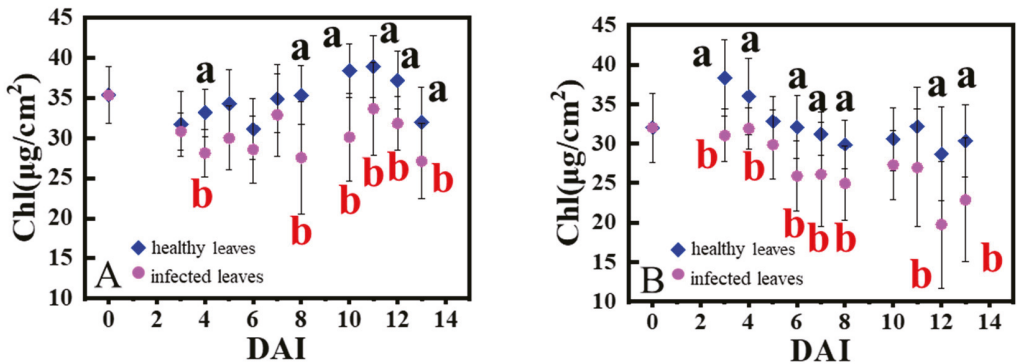 Chl(μg/cm²)
45
40
35
30
25
20
15
10
a a a a a a
b b b b b b
healthy leaves
infected leaves
A
0 2 4 6 8 10 12 14
DAI
Chl(μg/cm²)
45
40
35
30
25
20
15
10
a a a a a a a
b b b b b b b
healthy leaves
infected leaves
B
0 2 4 6 8 10 12 14
DAI